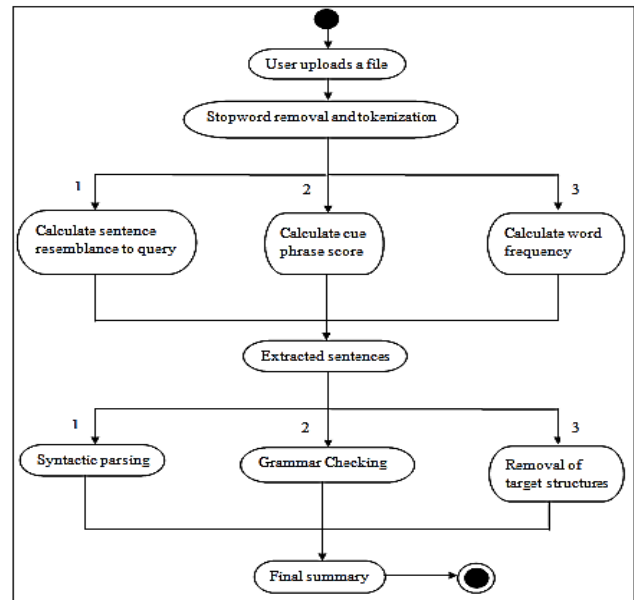 User uploads a file
Stopword removal and tokenization
1
2
3
Calculate sentence
resemblance to query
Calculate cue
phrase score
Calculate word
frequency
Extracted sentences
1
2
3
Syntactic parsing
Grammar Checking
Removal of
target structures
Final summary